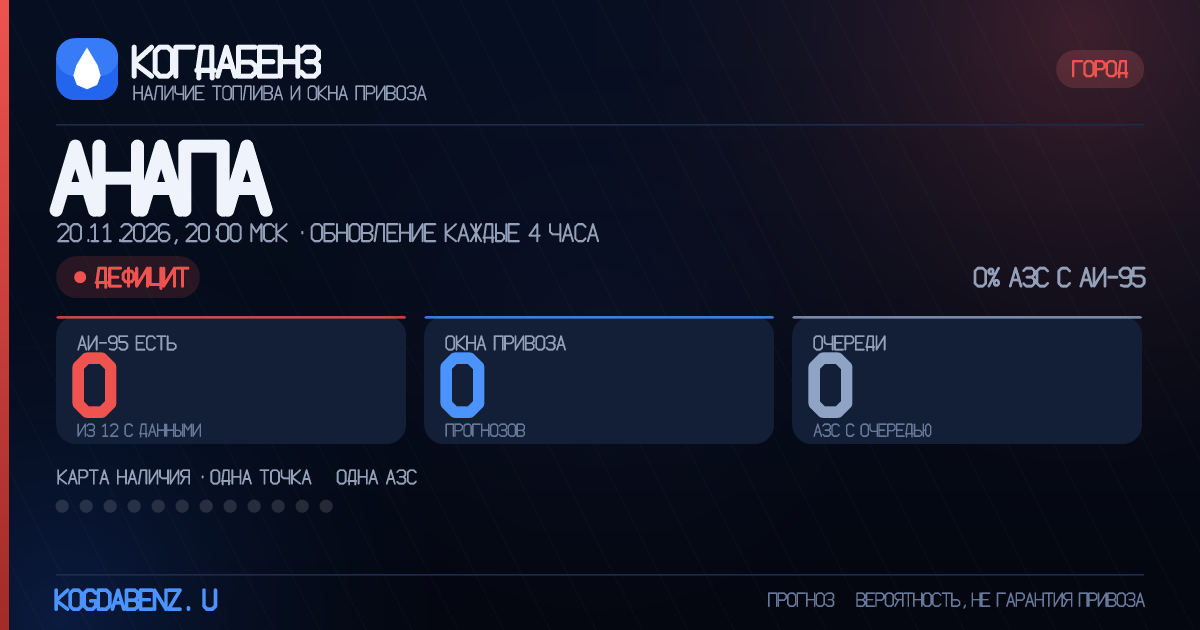 КОГДАБЕНЗ
НАЛИЧИЕ ТОПЛИВА И ОКНА ПРИВОЗА
ГОРОД
АНАПА
20.11.2026, 20:00 МСК · ОБНОВЛЕНИЕ КАЖДЫЕ 4 ЧАСА
ДЕФИЦИТ
0% АЗС С АИ-95
АИ-95 ЕСТЬ
0
ИЗ 12 С ДАННЫМИ
ОКНА ПРИВОЗА
0
ПРОГНОЗОВ
ОЧЕРЕДИ
0
АЗС С ОЧЕРЕДЬЮ
КАРТА НАЛИЧИЯ · ОДНА ТОЧКА ОДНА АЗС
KOGDABENZ. U
ПРОГНОЗ ВЕРОЯТНОСТЬ, НЕ ГАРАНТИЯ ПРИВОЗА